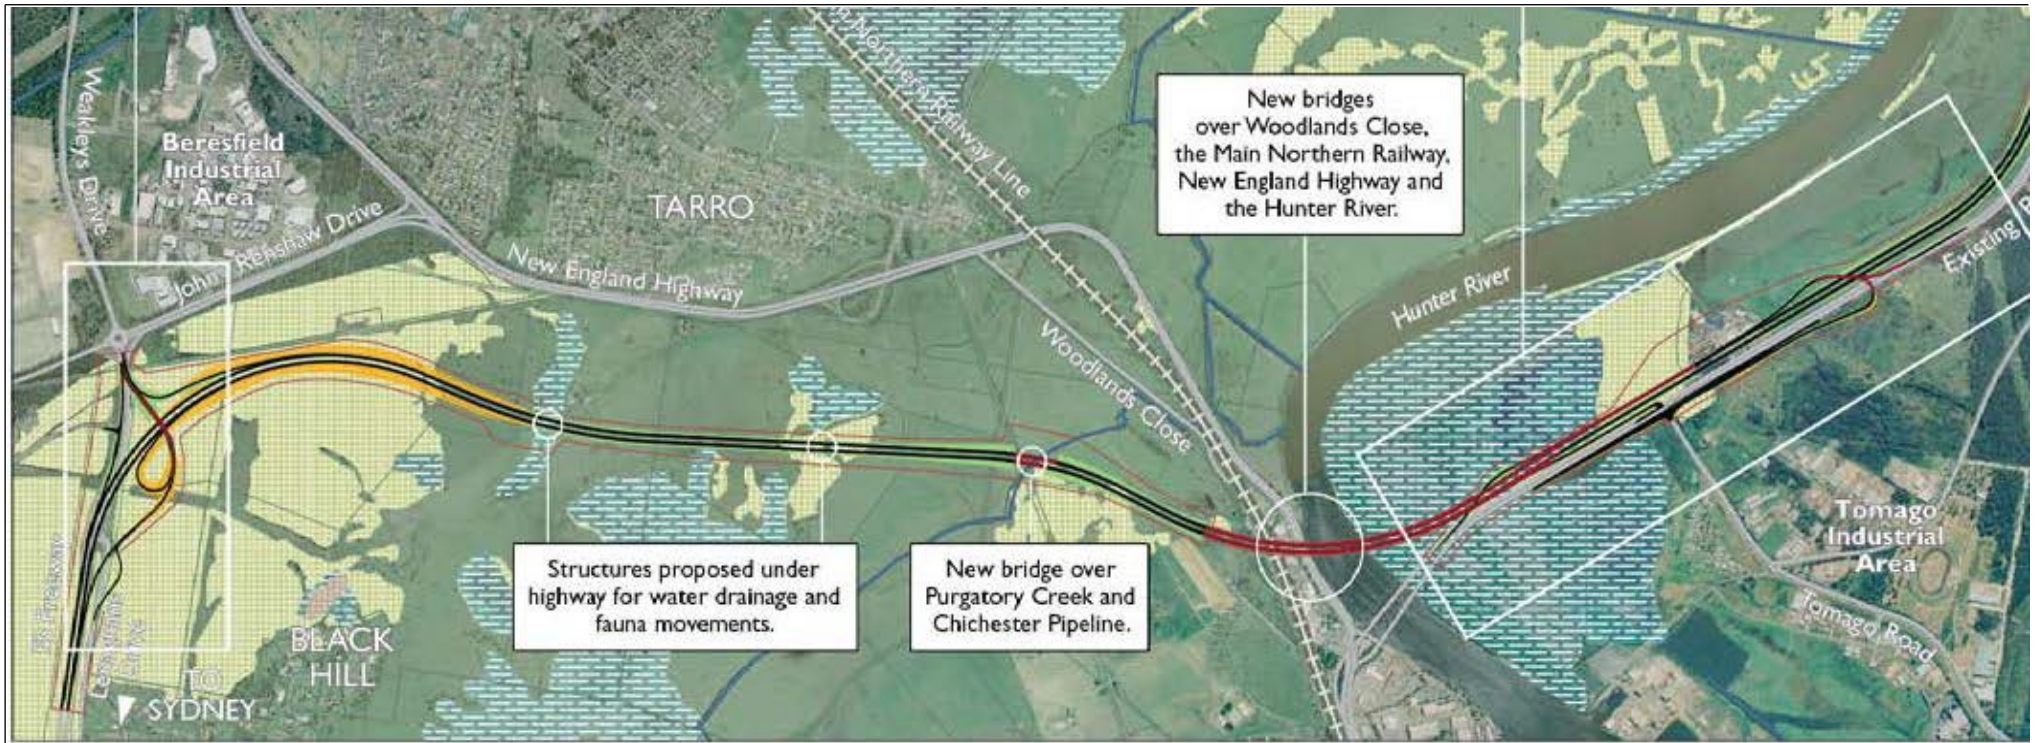 Weakleys Drive
Beresfield
Industrial
Area
John Renshaw Drive
TARRO
New England Highway
Northern Railway Line
Woodlands Close
New bridges
over Woodlands Close,
the Main Northern Railway,
New England Highway and
the Hunter River.
Hunter River
Existing
Tomago
Industrial
Area
Tomago Road
Structures proposed under
highway for water drainage and
fauna movements.
New bridge over
Purgatory Creek and
Chichester Pipeline.
BLACK
HILL
Freeway
Drive
TO
SYDNEY